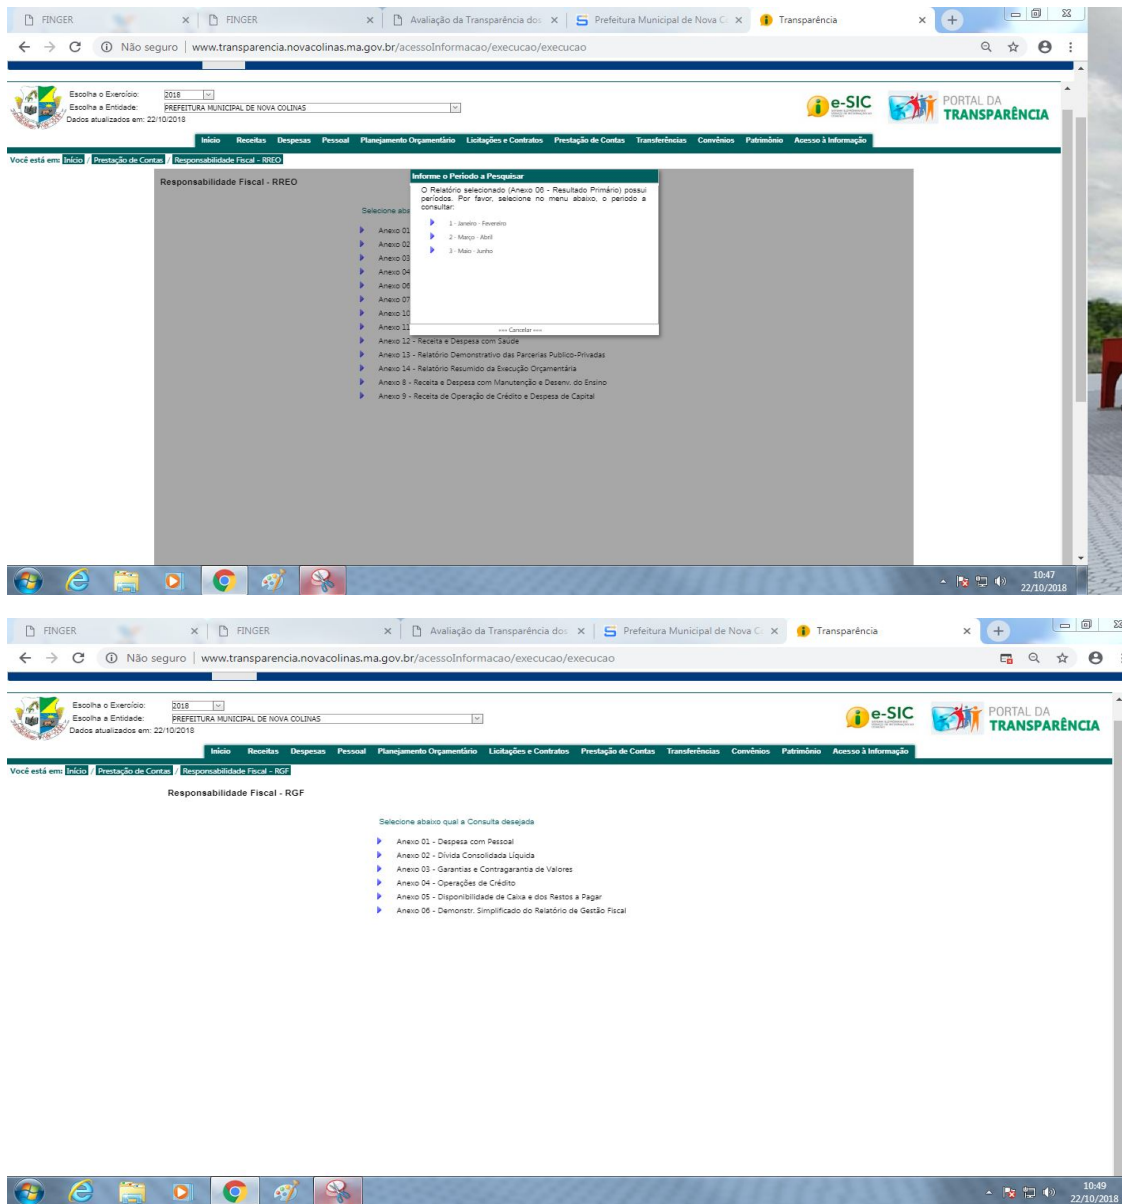 FINGER
FINGER
Avaliação da Transparência dos
Prefeitura Municipal de Nova C
Transparência
Não seguro | www.transparencia.novacolinas.ma.gov.br/acessoInformacao/execucao/execucao
Escolha o Exercício: 2018
Escolha a Entidade: PREFEITURA MUNICIPAL DE NOVA COLINAS
Dados atualizados em: 22/10/2018
e-SIC
PORTAL DA
TRANSPARÊNCIA
Início Receitas Despesas Pessoal Planejamento Orçamentário Licitações e Contratos Prestação de Contas Transferências Convênios Patrimônio Acesso à Informação
Você está em: Início / Prestação de Contas / Responsabilidade Fiscal - RREO
Responsabilidade Fiscal - RREO
Informe o Periodo a Pesquisar
O Relatório selecionado (Anexo 06 - Resultado Primário) possui
períodos. Por favor, selecione no menu abaixo, o periodo a
consultar:
1 - Janeiro - Fevereiro
2 - Março - Abril
3 - Maio - Junho
«»» Cancelar «»»
Selecione aba
Anexo 01
Anexo 02
Anexo 03
Anexo 04
Anexo 06
Anexo 07
Anexo 10
Anexo 11
Anexo 12 - Receita e Despesa com Saúde
Anexo 13 - Relatório Demonstrativo das Parcerias Publico-Privadas
Anexo 14 - Relatório Resumido da Execução Orçamentária
Anexo 8 - Receita e Despesa com Manutenção e Desenv. do Ensino
Anexo 9 - Receita de Operação de Crédito e Despesa de Capital
10:47
22/10/2018
FINGER
FINGER
Avaliação da Transparência dos
Prefeitura Municipal de Nova C
Transparência
Não seguro | www.transparencia.novacolinas.ma.gov.br/acessoInformacao/execucao/execucao
Escolha o Exercício: 2018
Escolha a Entidade: PREFEITURA MUNICIPAL DE NOVA COLINAS
Dados atualizados em: 22/10/2018
e-SIC
PORTAL DA
TRANSPARÊNCIA
Início Receitas Despesas Pessoal Planejamento Orçamentário Licitações e Contratos Prestação de Contas Transferências Convênios Patrimônio Acesso à Informação
Você está em: Início / Prestação de Contas / Responsabilidade Fiscal - RGF
Responsabilidade Fiscal - RGF
Selecione abaixo qual a Consulta desejada
Anexo 01 - Despesa com Pessoal
Anexo 02 - Dívida Consolidada Líquida
Anexo 03 - Garantias e Contragarantia de Valores
Anexo 04 - Operações de Crédito
Anexo 05 - Disponibilidade de Caixa e dos Restos a Pagar
Anexo 06 - Demonstr. Simplificado do Relatório de Gestão Fiscal
10:49
22/10/2018